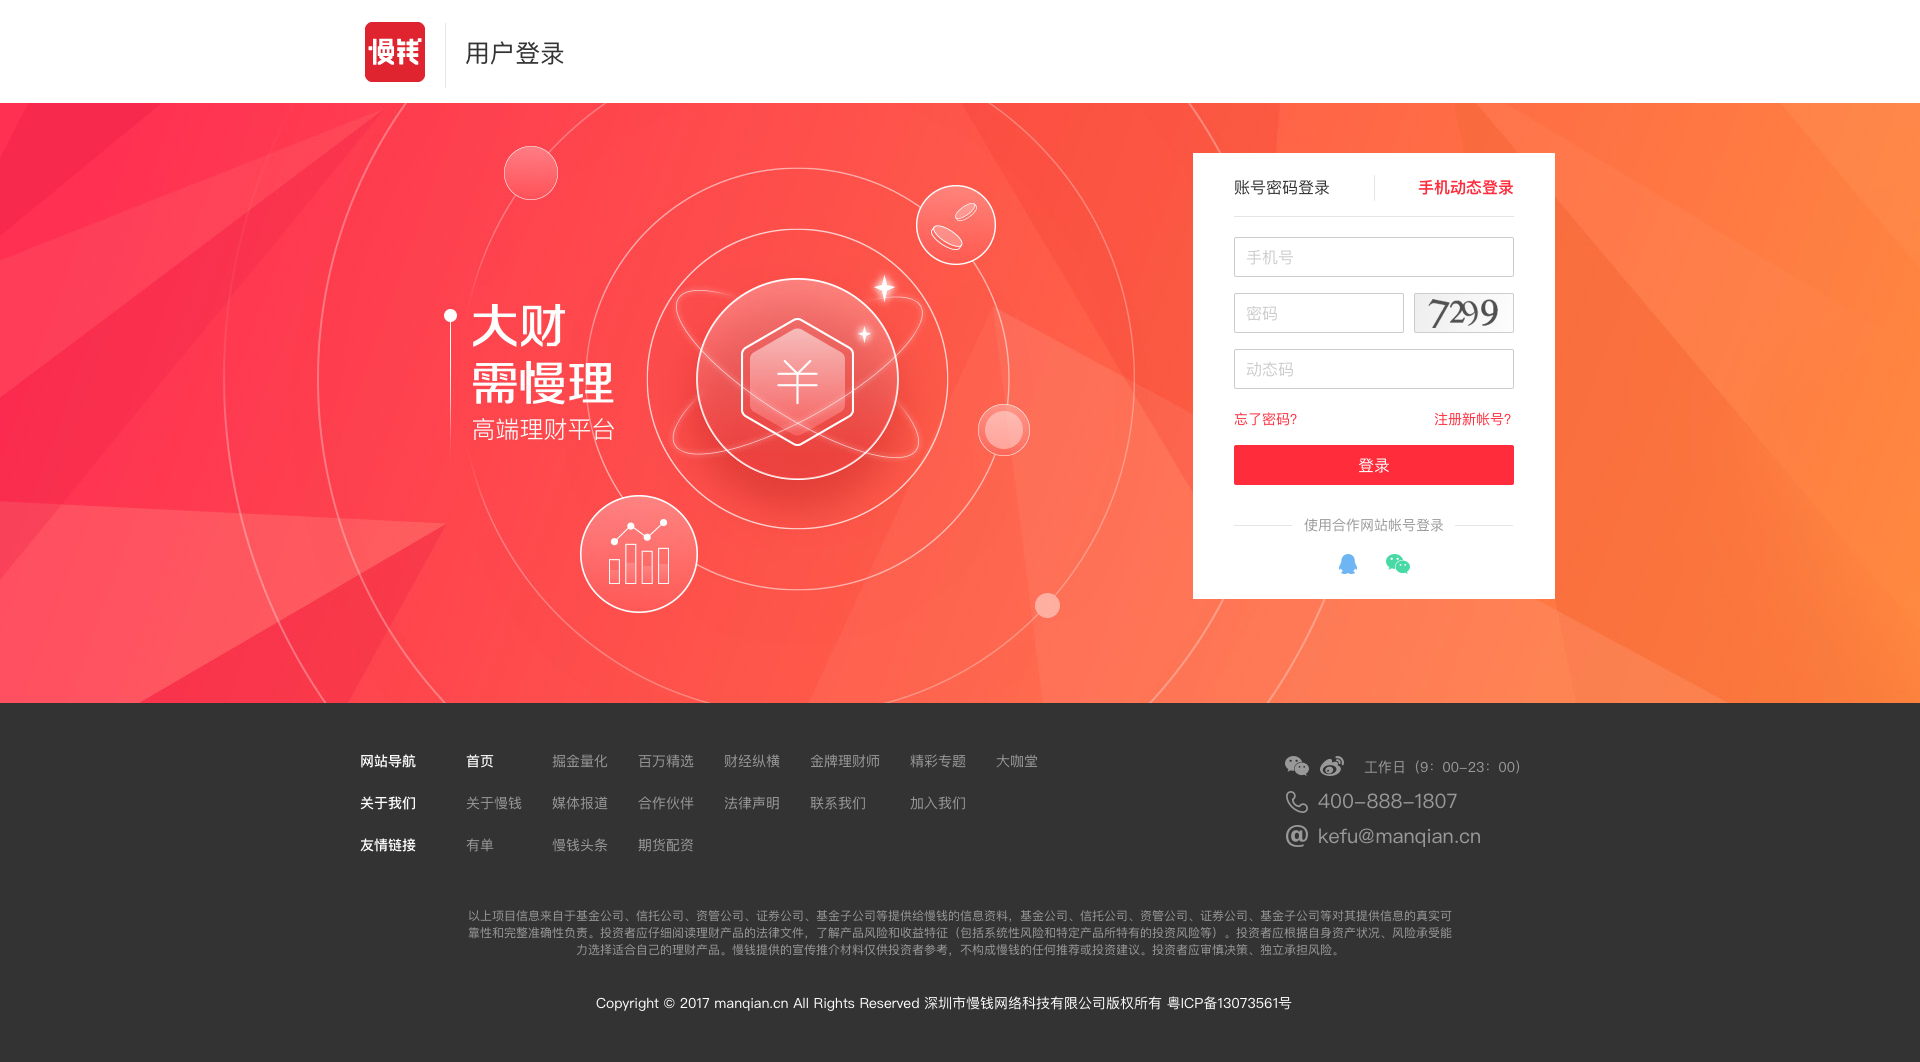 慢钱
用户登录
大财
需慢理
高端理财平台
账号密码登录 手机动态登录
手机号
密码 7299
动态码
忘了密码? 注册新帐号?
登录
使用合作网站帐号登录
网站导航 首页 掘金量化 百万精选 财经纵横 金牌理财师 精彩专题 大咖堂
关于我们 关于慢钱 媒体报道 合作伙伴 法律声明 联系我们 加入我们
友情链接 有单 慢钱头条 期货配资
工作日（9：00-23：00）
400-888-1807
@ kefu@manqian.cn
以上项目信息来自于基金公司、信托公司、资管公司、证券公司、基金子公司等提供给慢钱的信息资料，基金公司、信托公司、资管公司、证券公司、基金子公司等对其提供信息的真实可
靠性和完整准确性负责。投资者应仔细阅读理财产品的法律文件，了解产品风险和收益特征（包括系统性风险和特定产品所特有的投资风险等）。投资者应根据自身资产状况、风险承受能
力选择适合自己的理财产品。慢钱提供的宣传推介材料仅供投资者参考，不构成慢钱的任何推荐或投资建议。投资者应审慎决策、独立承担风险。
Copyright © 2017 manqian.cn All Rights Reserved 深圳市慢钱网络科技有限公司版权所有 粤ICP备13073561号